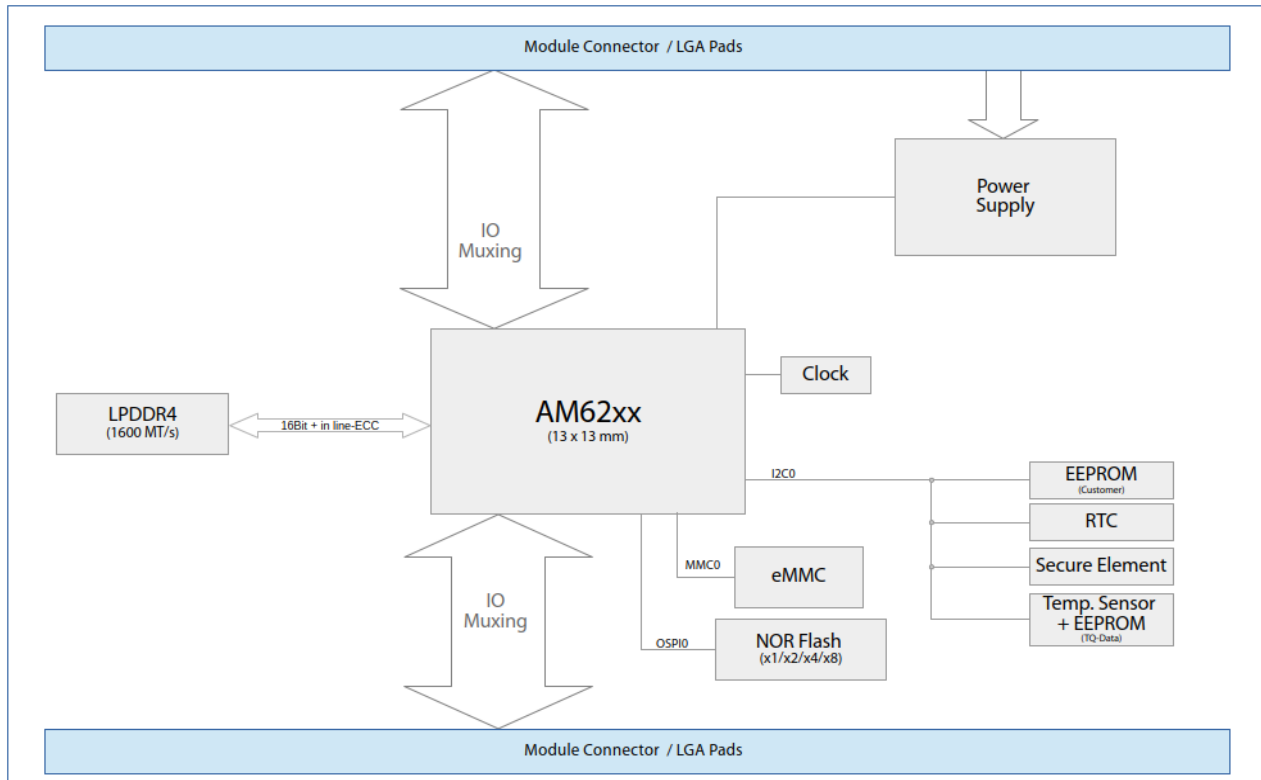 Module Connector / LGA Pads
Power
Supply
IO
Muxing
Clock
AM62xx
(13 x 13 mm)
LPDDR4
(1600 MT/s)
16Bit + in line-ECC
I2C0
EEPROM
(Customer)
RTC
Secure Element
Temp. Sensor
+ EEPROM
(TQ-Data)
MMC0
eMMC
IO
Muxing
OSPI0
NOR Flash
(x1/x2/x4/x8)
Module Connector / LGA Pads